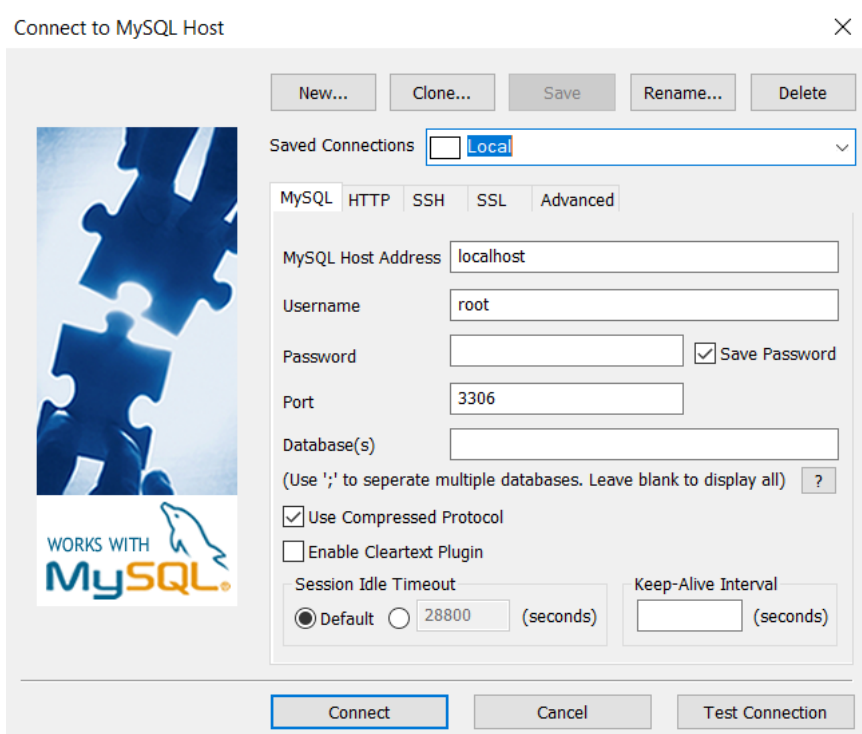 Connect to MySQL Host
New... Clone... Save Rename... Delete
Saved Connections Local
MySQL HTTP SSH SSL Advanced
MySQL Host Address localhost
Username root
Password Save Password
Port 3306
Database(s)
(Use ';' to seperate multiple databases. Leave blank to display all) ?
Use Compressed Protocol
Enable Cleartext Plugin
Session Idle Timeout Keep-Alive Interval
Default 28800 (seconds) (seconds)
WORKS WITH
MySQL
Connect Cancel Test Connection